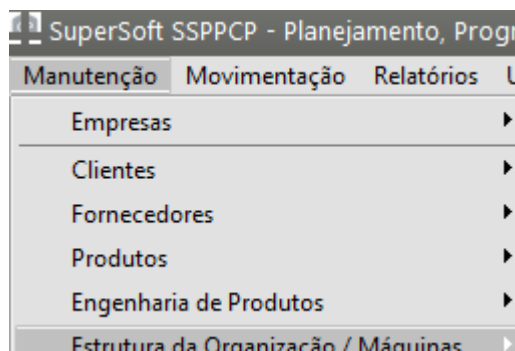 SuperSoft SSPPCP - Planejamento, Progr
Manutenção Movimentação Relatórios U
Empresas
Clientes
Fornecedores
Produtos
Engenharia de Produtos
Estrutura da Organização / Máquinas